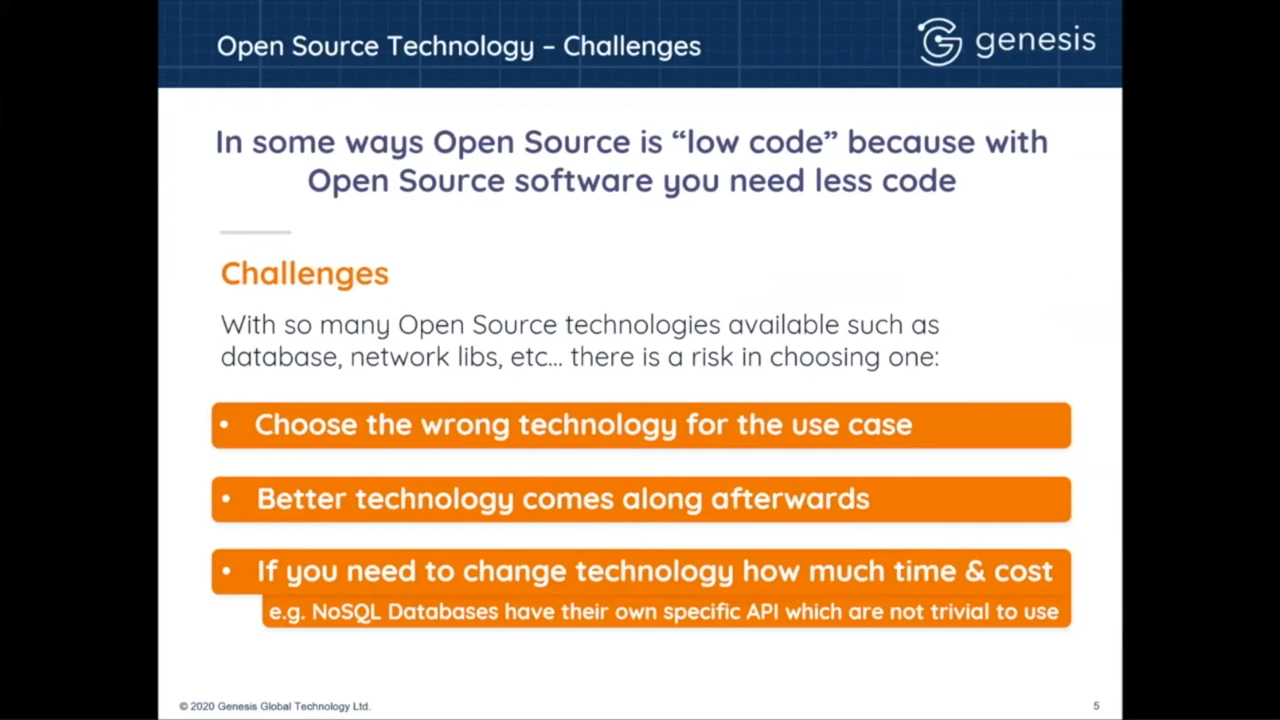 Open Source Technology – Challenges
genesis
In some ways Open Source is “low code” because with
Open Source software you need less code
Challenges
With so many Open Source technologies available such as
database, network libs, etc... there is a risk in choosing one:
• Choose the wrong technology for the use case
• Better technology comes along afterwards
• If you need to change technology how much time & cost
e.g. NoSQL Databases have their own specific API which are not trivial to use
© 2020 Genesis Global Technology Ltd.
5